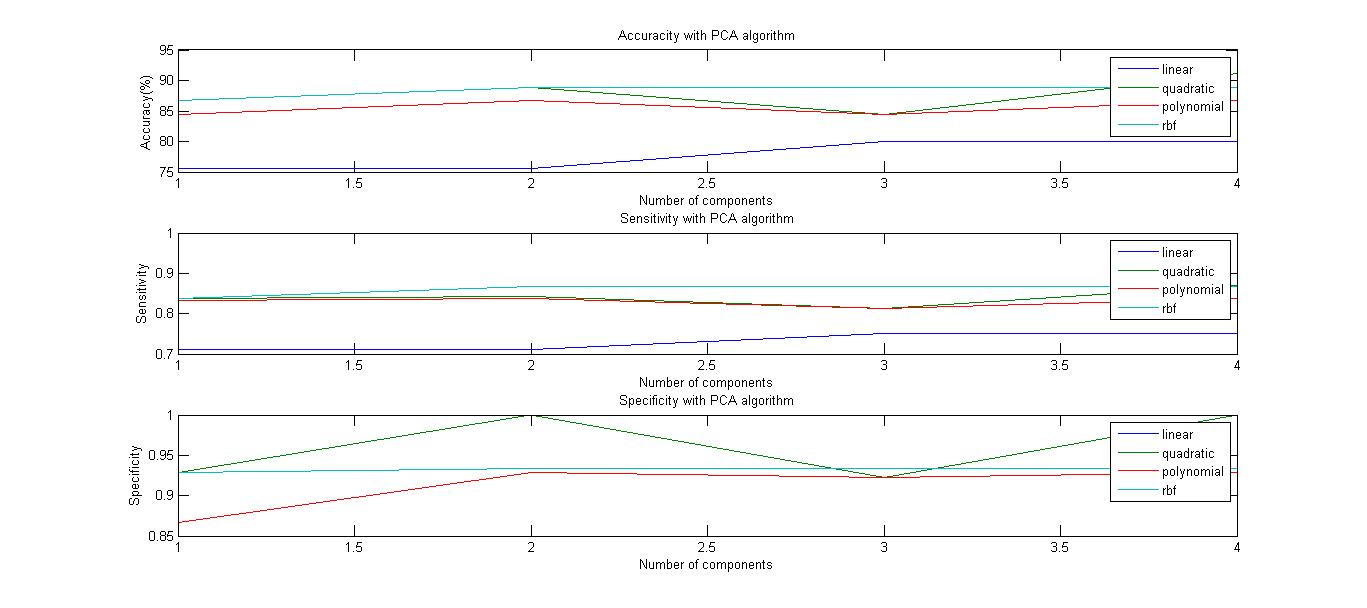 Accuracity with PCA algorithm
95
90
85
80
75
Accuracy(%)
linear
quadratic
polynomial
rbf
1 1.5 2 2.5 3 3.5 4
Number of components
Sensitivity with PCA algorithm
1
0.9
0.8
0.7
Sensitivity
linear
quadratic
polynomial
rbf
1 1.5 2 2.5 3 3.5 4
Number of components
Specificity with PCA algorithm
1
0.95
0.9
0.85
Specificity
linear
quadratic
polynomial
rbf
1 1.5 2 2.5 3 3.5 4
Number of components